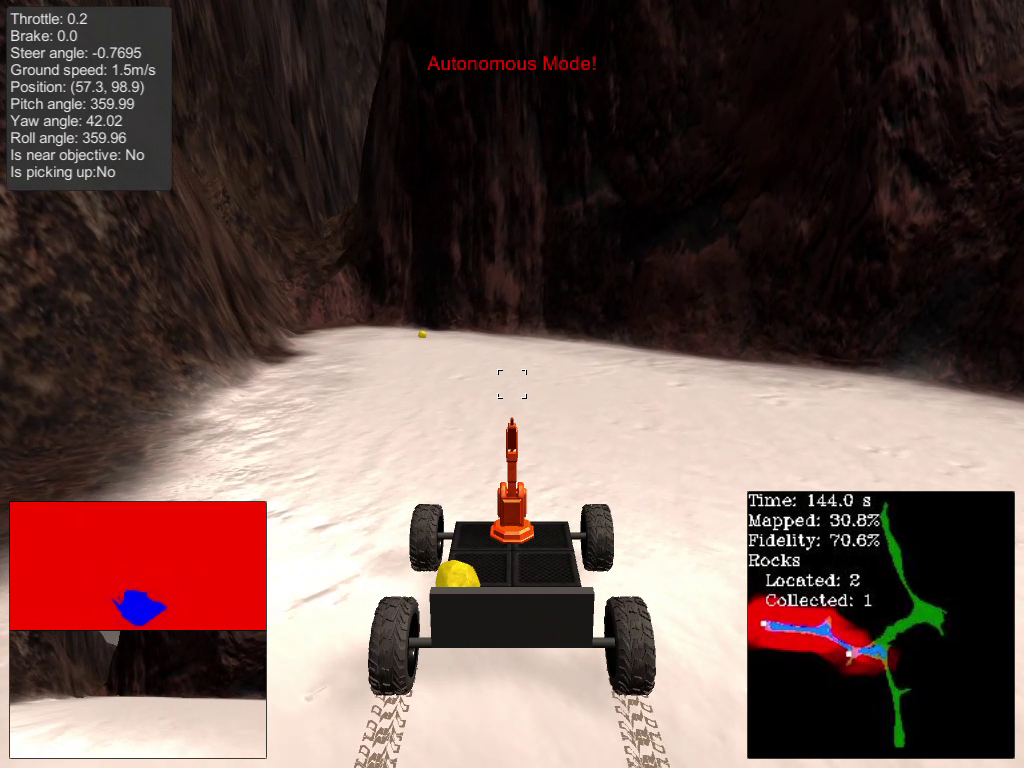 Throttle: 0.2
Brake: 0.0
Steer angle: -0.7695
Ground speed: 1.5m/s
Position: (57.3, 98.9)
Pitch angle: 359.99
Yaw angle: 42.02
Roll angle: 359.96
Is near objective: No
Is picking up:No
Autonomous Mode!
Time: 144.0 s
Mapped: 30.8%
Fidelity: 70.6%
Rocks
Located: 2
Collected: 1